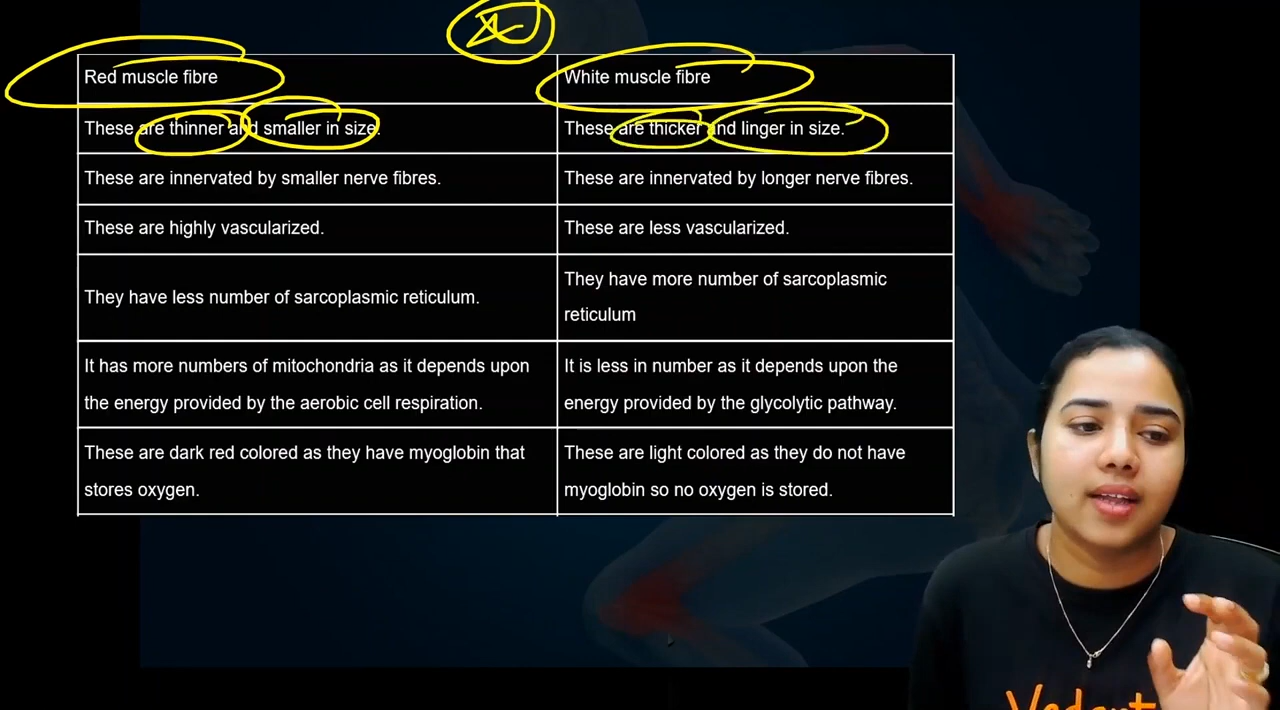 Red muscle fibre
White muscle fibre
These are thinner and smaller in size.
These are thicker and linger in size.
These are innervated by smaller nerve fibres.
These are innervated by longer nerve fibres.
These are highly vascularized.
These are less vascularized.
They have less number of sarcoplasmic reticulum.
They have more number of sarcoplasmic
reticulum
It has more numbers of mitochondria as it depends upon
the energy provided by the aerobic cell respiration.
It is less in number as it depends upon the
energy provided by the glycolytic pathway.
These are dark red colored as they have myoglobin that
stores oxygen.
These are light colored as they do not have
myoglobin so no oxygen is stored.